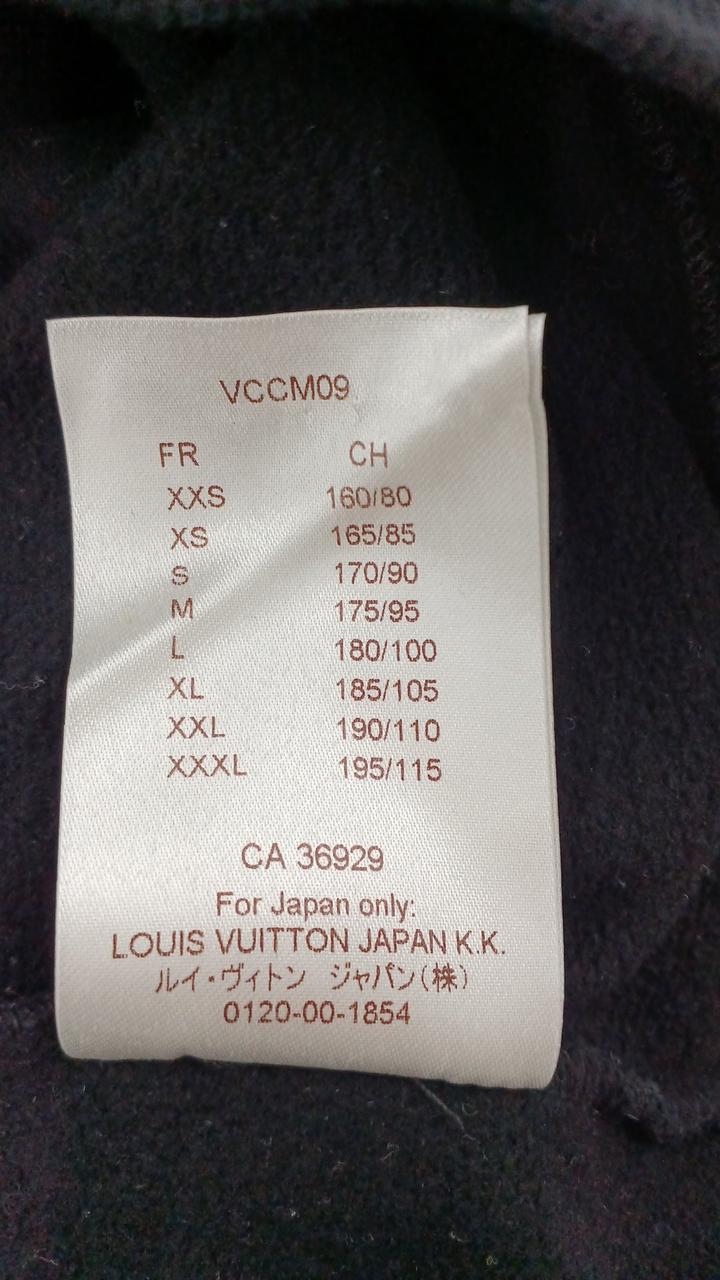 VCCM09
FR CH
XXS 160/80
XS 165/85
S 170/90
M 175/95
L 180/100
XL 185/105
XXL 190/110
XXXL 195/115
CA 36929
For Japan only:
LOUIS VUITTON JAPAN K.K.
ルイ・ヴィトン ジャパン(株)
0120-00-1854